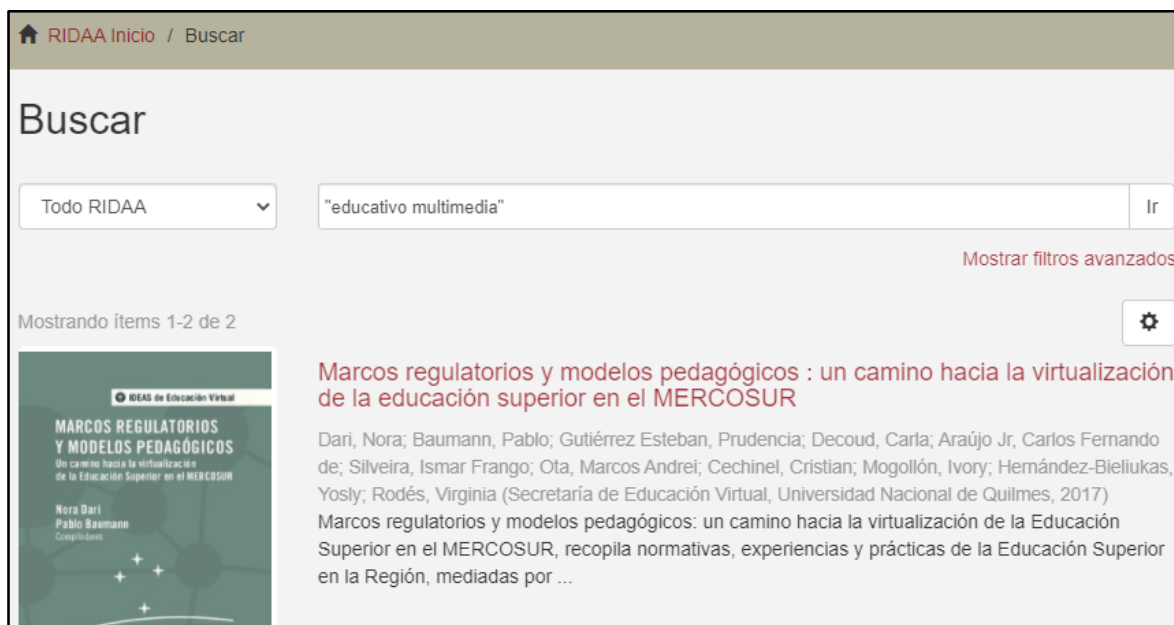 RIDAA Inicio / Buscar
Buscar
Todo RIDAA
"educativo multimedia"
Ir
Mostrar filtros avanzados
Mostrando ítems 1-2 de 2
IDEAS de Educación Virtual
MARCOS REGULATORIOS
Y MODELOS PEDAGÓGICOS
Un camino hacia la virtualización
de la Educación Superior en el MERCOSUR
Nora Dari
Pablo Baumann
Compiladores
Marcos regulatorios y modelos pedagógicos : un camino hacia la virtualización
de la educación superior en el MERCOSUR
Dari, Nora; Baumann, Pablo; Gutiérrez Esteban, Prudencia; Decoud, Carla; Araújo Jr, Carlos Fernando
de; Silveira, Ismar Frango; Ota, Marcos Andrei; Cechinel, Cristian; Mogollón, Ivory; Hernández-Bieliukas,
Yosly; Rodés, Virginia (Secretaría de Educación Virtual, Universidad Nacional de Quilmes, 2017)
Marcos regulatorios y modelos pedagógicos: un camino hacia la virtualización de la Educación
Superior en el MERCOSUR, recopila normativas, experiencias y prácticas de la Educación Superior
en la Región, mediadas por ...